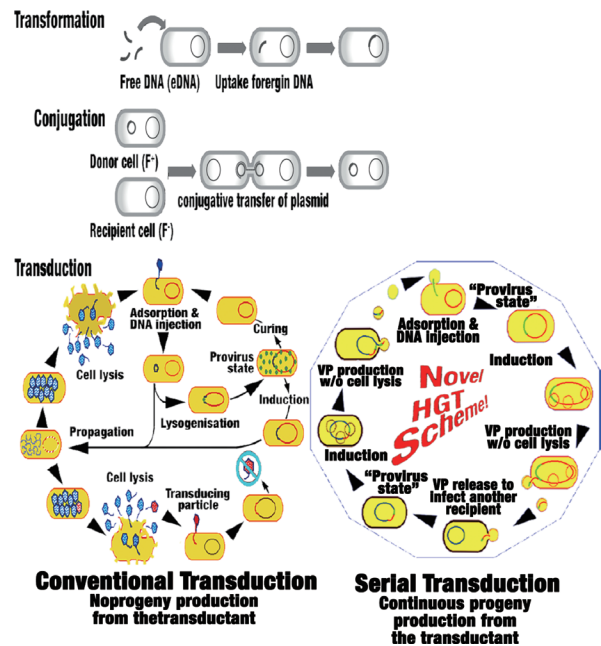 Transformation
Free DNA (eDNA)
Uptake forergin DNA
Conjugation
Donor cell (F+)
Recipient cell (F-)
conjugative transfer of plasmid
Transduction
Adsorption &
DNA injection
Cell lysis
Curing
Provirus
state
Induction
Lysogenisation
Propagation
Cell lysis
Transducing
particle
Conventional Transduction
Noprogeny production
from thetransductant
"Provirus
state"
Adsorption &
DNA injection
Induction
VP production
w/o cell lysis
VP release to
infect another
recipient
"Provirus
state"
Induction
VP production
w/o cell lysis
Novel
HGT
Scheme!
Serial Transduction
Continuous progeny
production from
the transductant